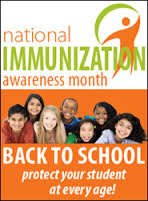 national
IMMUNIZATION
awareness month
BACK TO SCHOOL
protect your student
at every age!